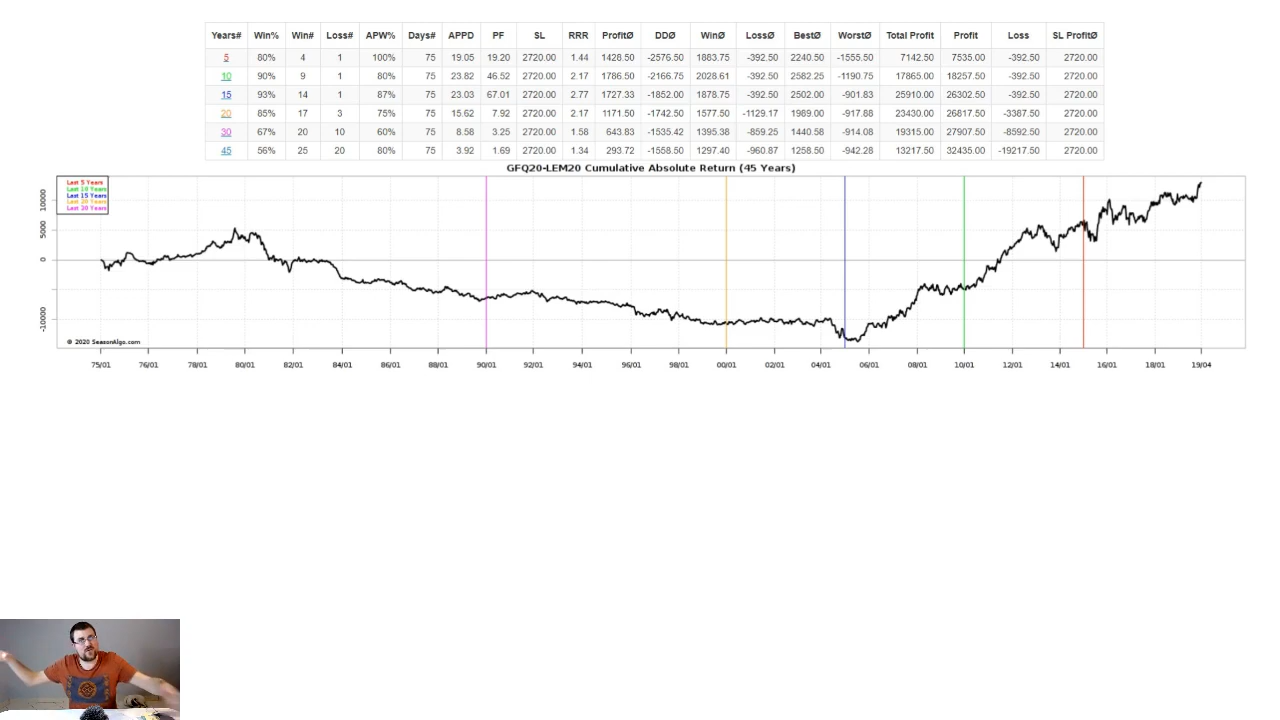 Years# Win% Win# Loss# APW% Days# APPD PF SL RRR ProfitØ DDØ WinØ LossØ BestØ WorstØ Total Profit Profit Loss SL ProfitØ
5 80% 4 1 100% 75 19.05 19.20 2720.00 1.44 1428.50 -2576.50 1883.75 -392.50 2240.50 -1555.50 7142.50 7535.00 -392.50 2720.00
10 90% 9 1 80% 75 23.82 46.52 2720.00 2.17 1786.50 -2166.75 2028.61 -392.50 2582.25 -1190.75 17865.00 18257.50 -392.50 2720.00
15 93% 14 1 87% 75 23.03 67.01 2720.00 2.77 1727.33 -1852.00 1878.75 -392.50 2502.00 -901.83 25910.00 26302.50 -392.50 2720.00
20 85% 17 3 75% 75 15.62 7.92 2720.00 2.17 1171.50 -1742.50 1577.50 -1129.17 1989.00 -917.88 23430.00 26817.50 -3387.50 2720.00
30 67% 20 10 60% 75 8.58 3.25 2720.00 1.58 643.83 -1535.42 1395.38 -859.25 1440.58 -914.08 19315.00 27907.50 -8592.50 2720.00
45 56% 25 20 80% 75 3.92 1.69 2720.00 1.34 293.72 -1558.50 1297.40 -960.87 1258.50 -942.28 13217.50 32435.00 -19217.50 2720.00
GFQ20-LEM20 Cumulative Absolute Return (45 Years)
Last 5 Years
Last 10 Years
Last 15 Years
Last 20 Years
Last 30 Years
10000
5000
0
-10000
© 2020 SeasonAlgo.com
75/01 76/01 78/01 79/01 81/01 82/01 84/01 85/01 87/01 88/01 90/01 92/01 94/01 96/01 98/01 00/01 02/01 04/01 06/01 08/01 10/01 12/01 14/01 16/01 18/01 19/04